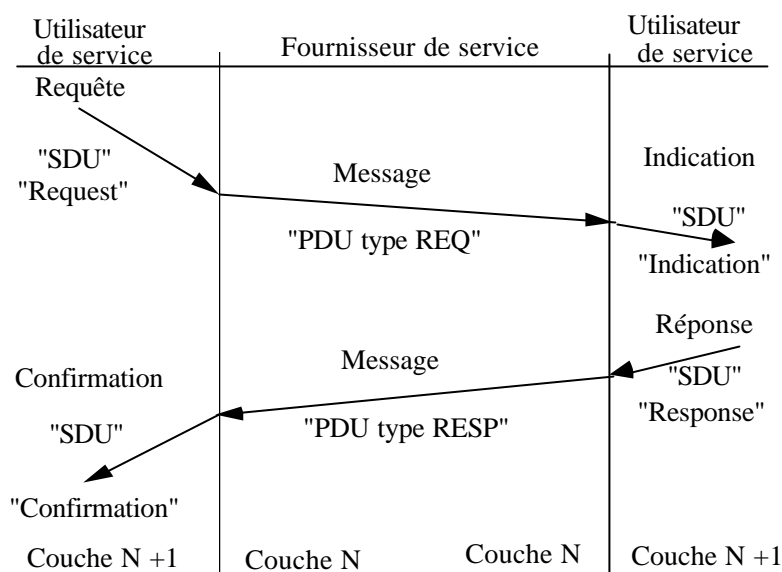 Utilisateur
de service
Fournisseur de service
Utilisateur
de service
Requête
"SDU"
"Request"
Message
"PDU type REQ"
Indication
"SDU"
"Indication"
Réponse
"SDU"
"Response"
Message
"PDU type RESP"
Confirmation
"SDU"
"Confirmation"
Couche N +1
Couche N
Couche N
Couche N +1